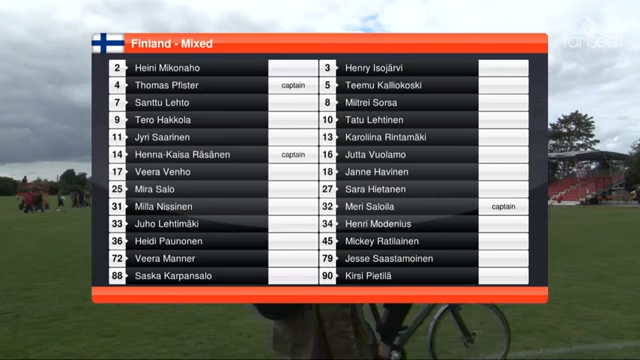 fanseat
Finland - Mixed
2 Heini Mikonaho 3 Henry Isojärvi
4 Thomas Pfister captain 5 Teemu Kalliokoski
7 Santtu Lehto 8 Miitrei Sorsa
9 Tero Hakkola 10 Tatu Lehtinen
11 Jyri Saarinen 13 Karoliina Rintamäki
14 Henna-Kaisa Räsänen captain 16 Jutta Vuolamo
17 Veera Venho 18 Janne Havinen
25 Mira Salo 27 Sara Hietanen
31 Milla Nissinen 32 Meri Saloila captain
33 Juho Lehtimäki 34 Henri Modenius
36 Heidi Paunonen 45 Mickey Ratilainen
72 Veera Manner 79 Jesse Saastamoinen
88 Saska Karpansalo 90 Kirsi Pietilä